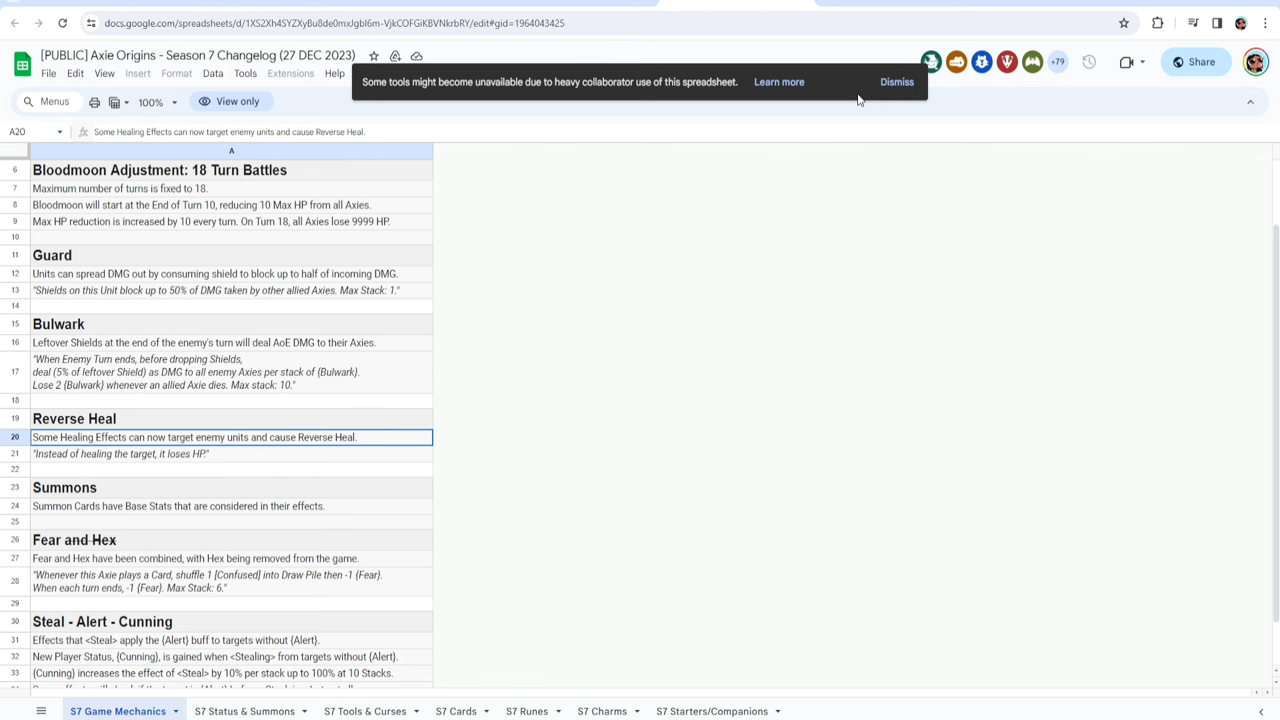 docs.google.com/spreadsheets/d/1XS2Xh4SYZXyBu8de0mxJgbl6m-VjkCOFGiKBVNkrbRY/edit#gid=1964043425
[PUBLIC] Axie Origins - Season 7 Changelog (27 DEC 2023)
File Edit View Insert Format Data Tools Extensions Help
+79
Share
Some tools might become unavailable due to heavy collaborator use of this spreadsheet. Learn more Dismiss
Menus 100% View only
A20 fx Some Healing Effects can now target enemy units and cause Reverse Heal.
A
6 Bloodmoon Adjustment: 18 Turn Battles
7 Maximum number of turns is fixed to 18.
8 Bloodmoon will start at the End of Turn 10, reducing 10 Max HP from all Axies.
9 Max HP reduction is increased by 10 every turn. On Turn 18, all Axies lose 9999 HP.
10
11 Guard
12 Units can spread DMG out by consuming shield to block up to half of incoming DMG.
13 "Shields on this Unit block up to 50% of DMG taken by other allied Axies. Max Stack: 1."
14
15 Bulwark
16 Leftover Shields at the end of the enemy's turn will deal AoE DMG to their Axies.
"When Enemy Turn ends, before dropping Shields,
17 deal (5% of leftover Shield) as DMG to all enemy Axies per stack of {Bulwark}.
Lose 2 {Bulwark} whenever an allied Axie dies. Max stack: 10."
18
19 Reverse Heal
20 Some Healing Effects can now target enemy units and cause Reverse Heal.
21 "Instead of healing the target, it loses HP."
22
23 Summons
24 Summon Cards have Base Stats that are considered in their effects.
25
26 Fear and Hex
27 Fear and Hex have been combined, with Hex being removed from the game.
28 "Whenever this Axie plays a Card, shuffle 1 [Confused] into Draw Pile then -1 {Fear}.
When each turn ends, -1 {Fear}. Max Stack: 6."
29
30 Steal - Alert - Cunning
31 Effects that <Steal> apply the {Alert} buff to targets without {Alert}.
32 New Player Status, {Cunning}, is gained when <Stealing> from targets without {Alert}.
33 {Cunning} increases the effect of <Steal> by 10% per stack up to 100% at 10 Stacks.
S7 Game Mechanics S7 Status & Summons S7 Tools & Curses S7 Cards S7 Runes S7 Charms S7 Starters/Companions